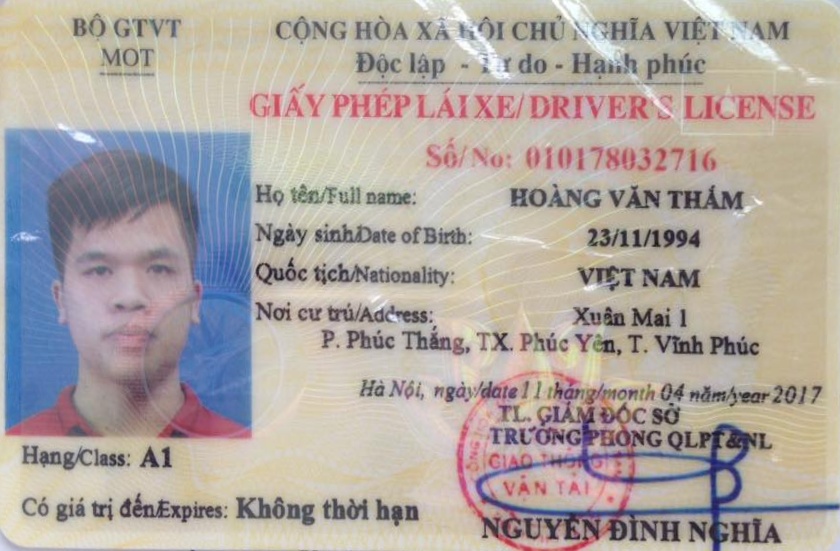 BỘ GTVT
MOT
CỘNG HÒA XÃ HỘI CHỦ NGHĨA VIỆT NAM
Độc lập - Tự do - Hạnh phúc
GIẤY PHÉP LÁI XE/ DRIVER'S LICENSE
Số/No: 010178032716
Họ tên/Full name: HOÀNG VĂN THẮM
Ngày sinh/Date of Birth: 23/11/1994
Quốc tịch/Nationality: VIỆT NAM
Nơi cư trú/Address: Xuân Mai 1
P. Phúc Thắng, TX. Phúc Yên, T. Vĩnh Phúc
Hà Nội, ngày/date 11 tháng/month 04 năm/year 2017
TL. GIÁM ĐỐC SỞ
TRƯỞNG PHÒNG QLPT&NL
GIAO THÔNG
VẬN TẢI
Hạng/Class: A1
Có giá trị đến/Expires: Không thời hạn
NGUYỄN ĐÌNH NGHĨA